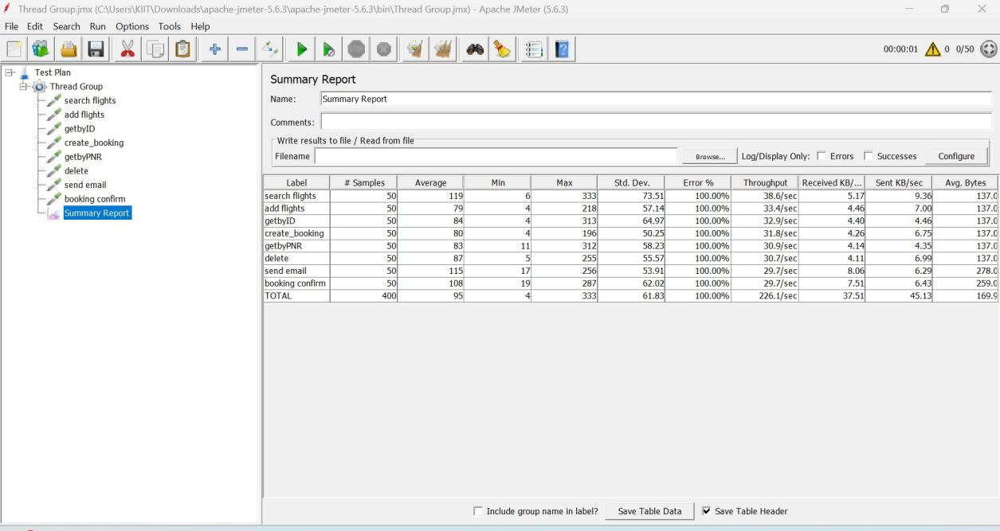 Thread Group.jmx (C:\Users\KIIT\Downloads\apache-jmeter-5.6.3\apache-jmeter-5.6.3\bin\Thread Group.jmx) - Apache JMeter (5.6.3)
File Edit Search Run Options Tools Help
00:00:01 0 0/50
Test Plan
Thread Group
search flights
add flights
getbyID
create_booking
getbyPNR
delete
send email
booking confirm
Summary Report
Summary Report
Name: Summary Report
Comments:
Write results to file / Read from file
Filename Browse... Log/Display Only: Errors Successes Configure
Label # Samples Average Min Max Std. Dev. Error % Throughput Received KB/... Sent KB/sec Avg. Bytes
search flights 50 119 6 333 73.51 100.00% 38.6/sec 5.17 9.36 137.0
add flights 50 79 4 218 57.14 100.00% 33.4/sec 4.46 7.00 137.0
getbyID 50 84 4 313 64.97 100.00% 32.9/sec 4.40 4.46 137.0
create_booking 50 80 4 196 50.25 100.00% 31.8/sec 4.26 6.75 137.0
getbyPNR 50 83 11 312 58.23 100.00% 30.9/sec 4.14 4.35 137.0
delete 50 87 5 255 55.57 100.00% 30.7/sec 4.11 6.99 137.0
send email 50 115 17 256 53.91 100.00% 29.7/sec 8.06 6.29 278.0
booking confirm 50 108 19 287 62.02 100.00% 29.7/sec 7.51 6.43 259.0
TOTAL 400 95 4 333 61.83 100.00% 226.1/sec 37.51 45.13 169.9
Include group name in label? Save Table Data Save Table Header